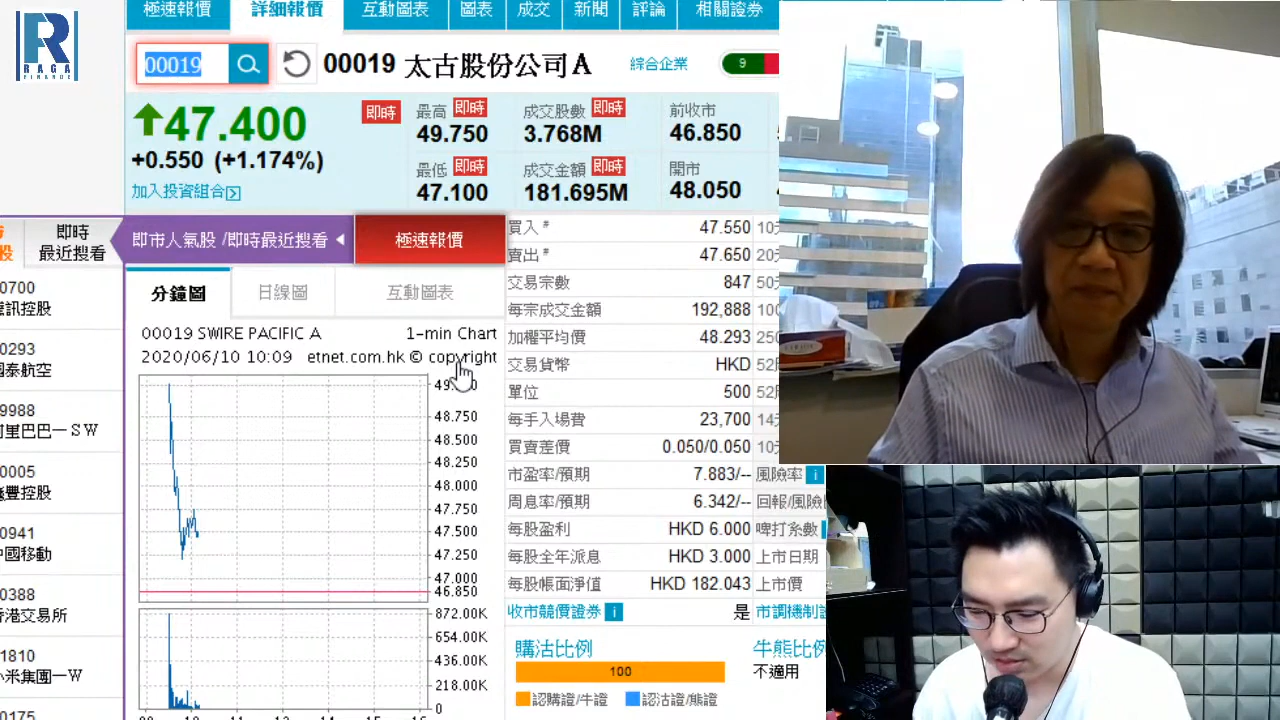 RAGA
FINANCE
極速報價
詳細報價
互動圖表
圖表
成交
新聞
評論
相關證券
00019
00019 太古股份公司A
綜合企業
9
47.400
+0.550 (+1.174%)
加入投資組合
即時
最高 即時
49.750
成交股數 即時
3.768M
前收市
46.850
最低 即時
47.100
成交金額 即時
181.695M
開市
48.050
即時
最近搜看
即市人氣股 /即時最近搜看
極速報價
分鐘圖
日線圖
互動圖表
00019 SWIRE PACIFIC A
1-min Chart
2020/06/10 10:09
etnet.com.hk © copyright
48.750
48.500
48.250
48.000
47.750
47.500
47.250
47.000
46.850
872.00K
654.00K
436.00K
218.00K
0
買入 # 47.550
賣出 # 47.650
交易宗數 847
每宗成交金額 192,888
加權平均價 48.293
交易貨幣 HKD
單位 500
每手入場費 23,700
買賣差價 0.050/0.050
市盈率/預期 7.883/--
周息率/預期 6.342/--
每股盈利 HKD 6.000
每股全年派息 HKD 3.000
每股帳面淨值 HKD 182.043
收市競價證券 i 是
風險率 i
回報/風險
啤打系數
上市日期
上市價
市調機制
購沽比例
100
認購證/牛證
認沽證/熊證
牛熊比例
不適用
0700
訊控股
0293
泰航空
9988
里巴巴－ＳＷ
0005
豐控股
0941
國移動
0388
港交易所
1810
米集團－W
0175